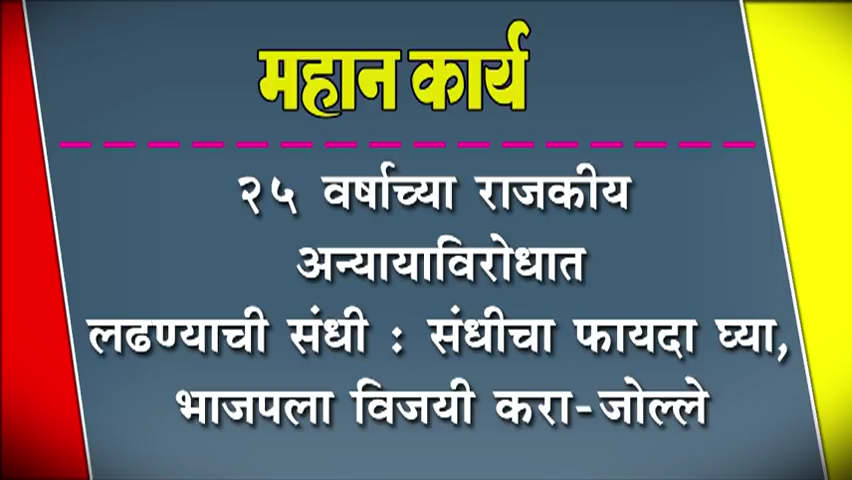 महान कार्य
२५ वर्षाच्या राजकीय
अन्यायाविरोधात
लढण्याची संधी : संधीचा फायदा घ्या,
भाजपला विजयी करा-जोल्ले